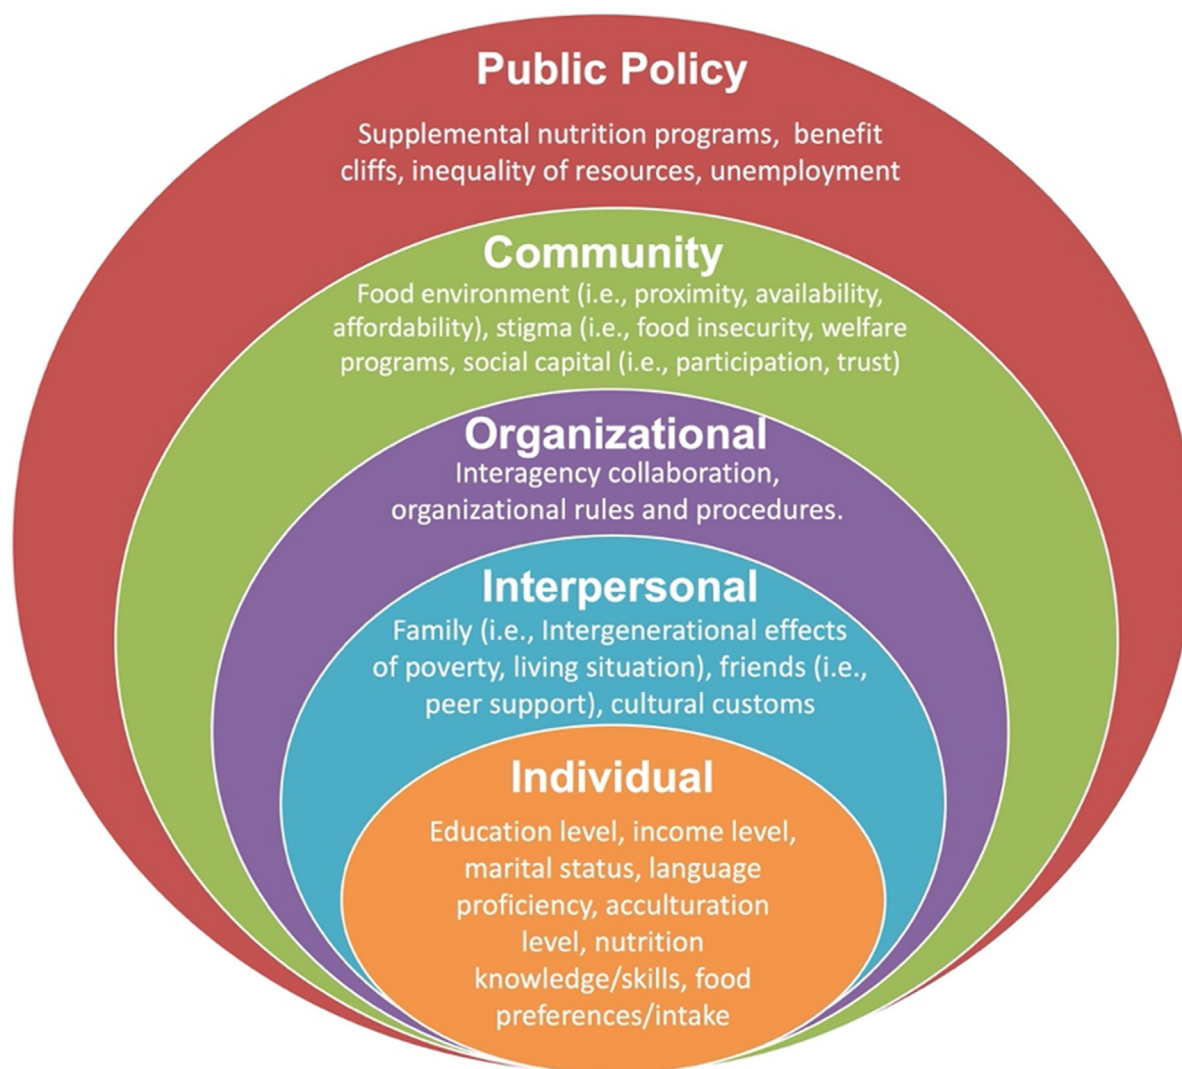 Public Policy
Supplemental nutrition programs, benefit
cliffs, inequality of resources, unemployment
Community
Food environment (i.e., proximity, availability,
affordability), stigma (i.e., food insecurity, welfare
programs, social capital (i.e., participation, trust)
Organizational
Interagency collaboration,
organizational rules and procedures.
Interpersonal
Family (i.e., Intergenerational effects
of poverty, living situation), friends (i.e.,
peer support), cultural customs
Individual
Education level, income level,
marital status, language
proficiency, acculturation
level, nutrition
knowledge/skills, food
preferences/intake